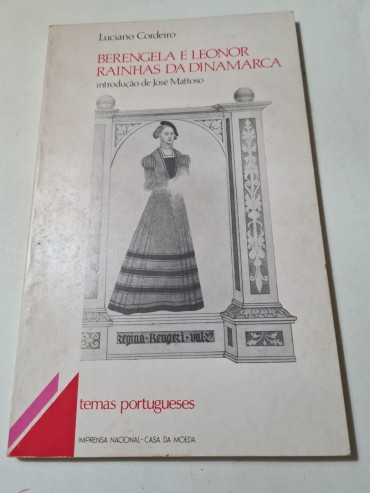 Luciano Cordeiro
BERENGELA E LEONOR
RAINHAS DA DINAMARCA
introdução de José Mattoso
temas portugueses
IMPRENSA NACIONAL-CASA DA MOEDA